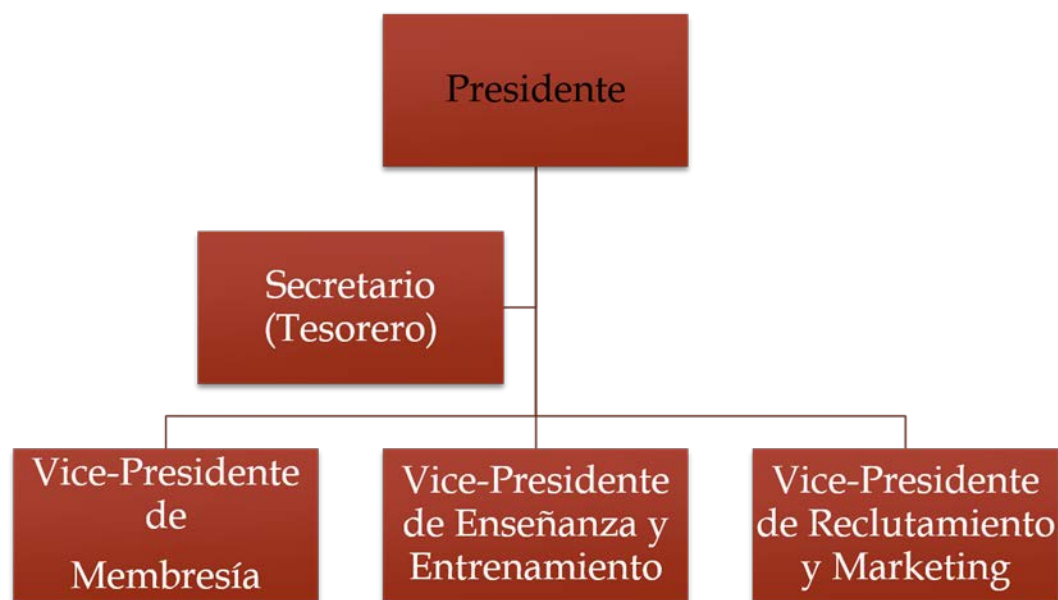 Presidente
Secretario
(Tesorero)
Vice-Presidente
de
Membresía
Vice-Presidente
de Enseñanza y
Entrenamiento
Vice-Presidente
de Reclutamiento
y Marketing